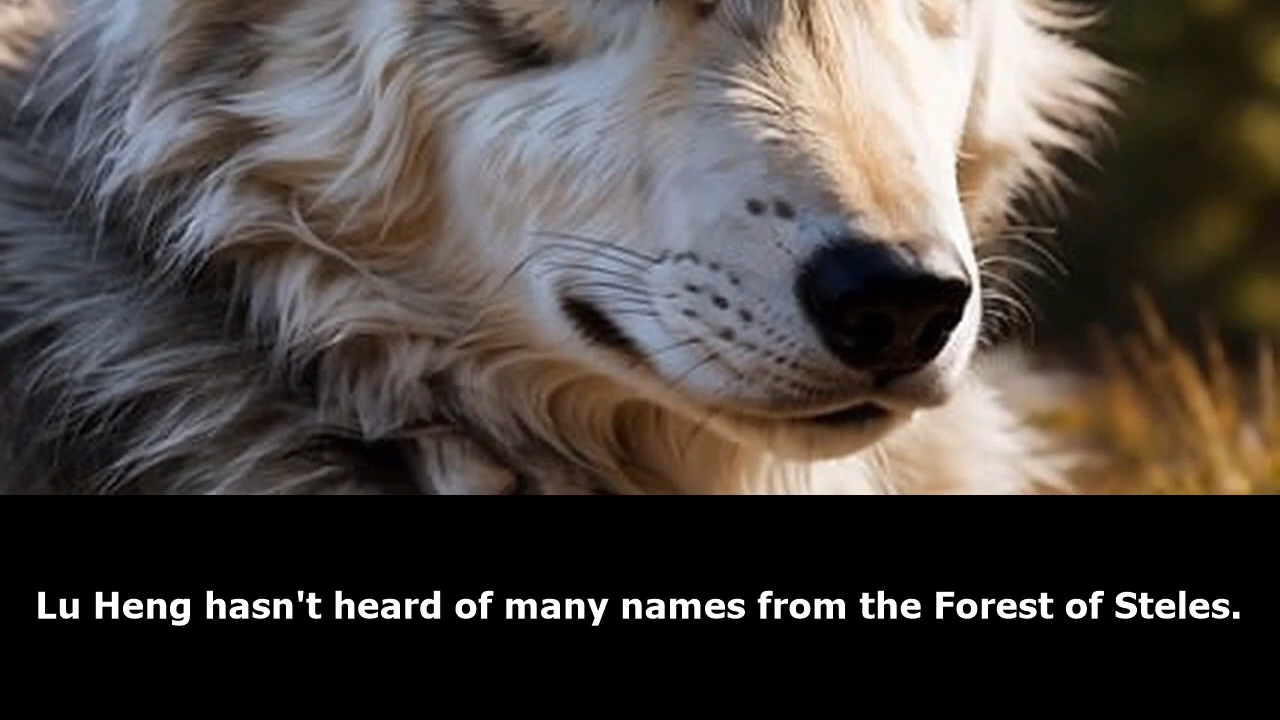 Lu Heng hasn't heard of many names from the Forest of Steles.